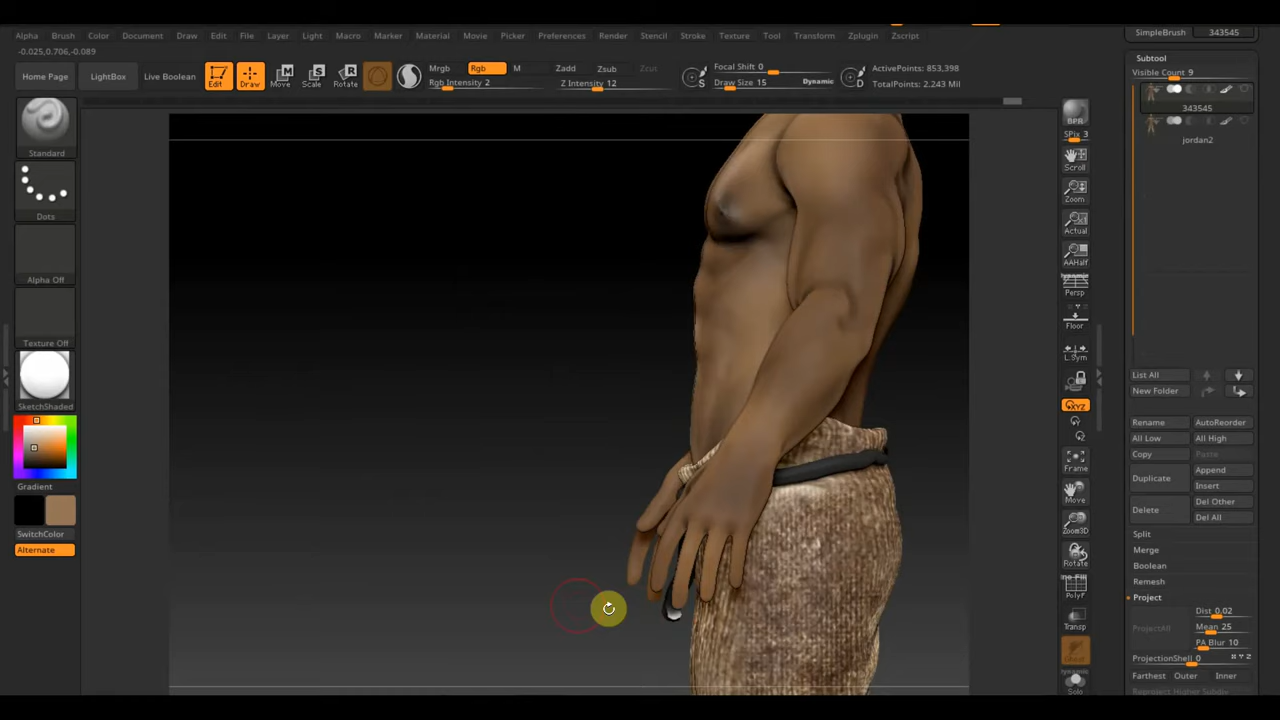 Alpha Brush Color Document Draw Edit File Layer Light Macro Marker Material Movie Picker Preferences Render Stencil Stroke Texture Tool Transform Zplugin Zscript
SimpleBrush 343545
-0.025,0.706,-0.089
Home Page LightBox Live Boolean Edit Draw Move Scale Rotate
Mrgb Rgb M Zadd Zsub Zcut
Rgb Intensity 2 Z Intensity 12
S Focal Shift 0
Draw Size 15 Dynamic
D ActivePoints: 853,398
TotalPoints: 2.243 Mil
Standard
Dots
Alpha Off
Texture Off
SketchShaded
Gradient
SwitchColor
Alternate
BPR
SPix 3
Scroll
Zoom
Actual
AAHalf
Dynamic
Persp
Floor
L.Sym
XYZ
Frame
Move
Zoom3D
Rotate
PolyF
Transp
Ghost
Dynamic
Solo
Subtool
Visible Count 9
343545
jordan2
List All
New Folder
Rename AutoReorder
All Low All High
Copy Paste
Duplicate Append
Insert
Delete Del Other
Del All
Split
Merge
Boolean
Remesh
Project
ProjectAll Dist 0.02
Mean 25
PA Blur 10
ProjectionShell 0 X Y Z
Farthest Outer Inner
Reproject Higher Subdiv